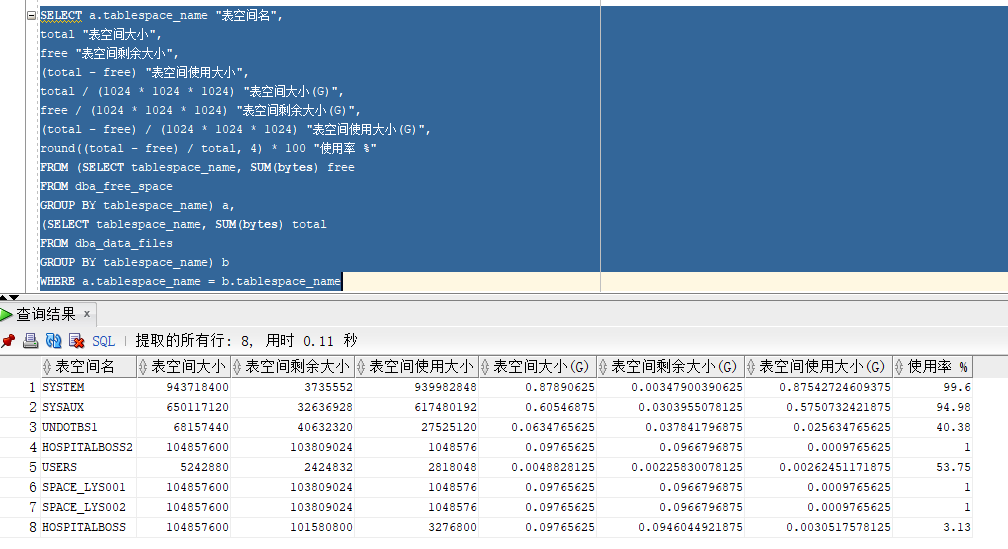 SELECT a.tablespace_name "表空间名",
total "表空间大小",
free "表空间剩余大小",
(total - free) "表空间使用大小",
total / (1024 * 1024 * 1024) "表空间大小(G)",
free / (1024 * 1024 * 1024) "表空间剩余大小(G)",
(total - free) / (1024 * 1024 * 1024) "表空间使用大小(G)",
round((total - free) / total, 4) * 100 "使用率 %"
FROM (SELECT tablespace_name, SUM(bytes) free
FROM dba_free_space
GROUP BY tablespace_name) a,
(SELECT tablespace_name, SUM(bytes) total
FROM dba_data_files
GROUP BY tablespace_name) b
WHERE a.tablespace_name = b.tablespace_name
查询结果 x
SQL | 提取的所有行: 8, 用时 0.11 秒
表空间名 表空间大小 表空间剩余大小 表空间使用大小 表空间大小(G) 表空间剩余大小(G) 表空间使用大小(G) 使用率 %
1 SYSTEM 943718400 3735552 939982848 0.87890625 0.00347900390625 0.87542724609375 99.6
2 SYSAUX 650117120 32636928 617480192 0.60546875 0.0303955078125 0.5750732421875 94.98
3 UNDOTBS1 68157440 40632320 27525120 0.0634765625 0.037841796875 0.025634765625 40.38
4 HOSPITALBOSS2 104857600 103809024 1048576 0.09765625 0.0966796875 0.0009765625 1
5 USERS 5242880 2424832 2818048 0.0048828125 0.00225830078125 0.00262451171875 53.75
6 SPACE_LYS001 104857600 103809024 1048576 0.09765625 0.0966796875 0.0009765625 1
7 SPACE_LYS002 104857600 103809024 1048576 0.09765625 0.0966796875 0.0009765625 1
8 HOSPITALBOSS 104857600 101580800 3276800 0.09765625 0.0946044921875 0.0030517578125 3.13